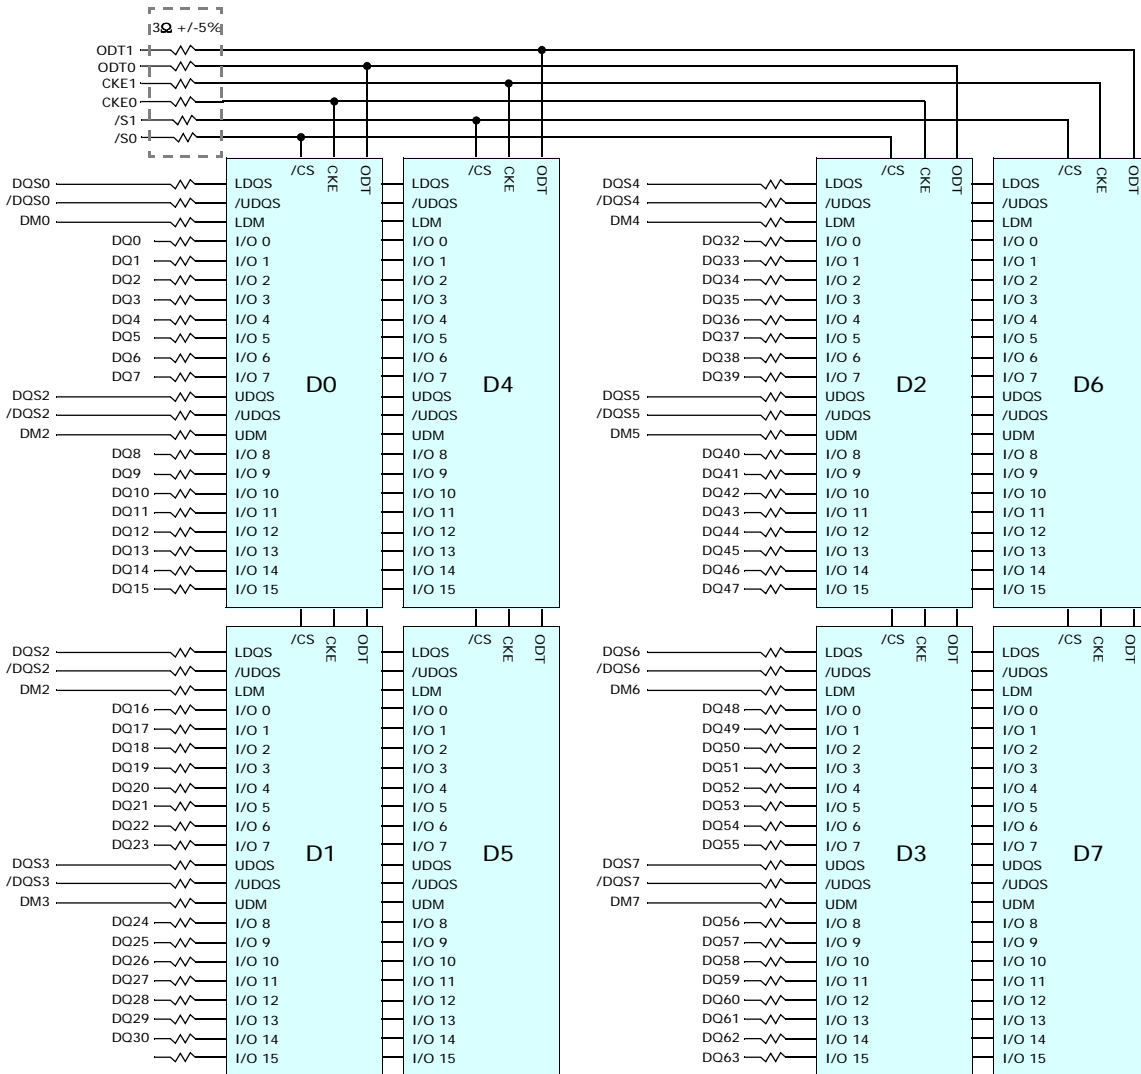 3Ω +/-5%
ODT1
ODT0
CKE1
CKE0
/S1
/S0
/CS CKE ODT /CS CKE ODT /CS CKE ODT /CS CKE ODT
DQS0 LDQS LDQS DQS4 LDQS LDQS
/DQS0 /UDQS /UDQS /DQS4 /UDQS /UDQS
DM0 LDM LDM DM4 LDM LDM
DQ0 I/O 0 I/O 0 DQ32 I/O 0 I/O 0
DQ1 I/O 1 I/O 1 DQ33 I/O 1 I/O 1
DQ2 I/O 2 I/O 2 DQ34 I/O 2 I/O 2
DQ3 I/O 3 I/O 3 DQ35 I/O 3 I/O 3
DQ4 I/O 4 I/O 4 DQ36 I/O 4 I/O 4
DQ5 I/O 5 I/O 5 DQ37 I/O 5 I/O 5
DQ6 I/O 6 I/O 6 DQ38 I/O 6 I/O 6
DQ7 I/O 7 I/O 7 DQ39 I/O 7 I/O 7
D0 D4 D2 D6
DQS2 UDQS UDQS DQS5 UDQS UDQS
/DQS2 /UDQS /UDQS /DQS5 /UDQS /UDQS
DM2 UDM UDM DM5 UDM UDM
DQ8 I/O 8 I/O 8 DQ40 I/O 8 I/O 8
DQ9 I/O 9 I/O 9 DQ41 I/O 9 I/O 9
DQ10 I/O 10 I/O 10 DQ42 I/O 10 I/O 10
DQ11 I/O 11 I/O 11 DQ43 I/O 11 I/O 11
DQ12 I/O 12 I/O 12 DQ44 I/O 12 I/O 12
DQ13 I/O 13 I/O 13 DQ45 I/O 13 I/O 13
DQ14 I/O 14 I/O 14 DQ46 I/O 14 I/O 14
DQ15 I/O 15 I/O 15 DQ47 I/O 15 I/O 15
/CS CKE ODT /CS CKE ODT /CS CKE ODT /CS CKE ODT
DQS2 LDQS LDQS DQS6 LDQS LDQS
/DQS2 /UDQS /UDQS /DQS6 /UDQS /UDQS
DM2 LDM LDM DM6 LDM LDM
DQ16 I/O 0 I/O 0 DQ48 I/O 0 I/O 0
DQ17 I/O 1 I/O 1 DQ49 I/O 1 I/O 1
DQ18 I/O 2 I/O 2 DQ50 I/O 2 I/O 2
DQ19 I/O 3 I/O 3 DQ51 I/O 3 I/O 3
DQ20 I/O 4 I/O 4 DQ52 I/O 4 I/O 4
DQ21 I/O 5 I/O 5 DQ53 I/O 5 I/O 5
DQ22 I/O 6 I/O 6 DQ54 I/O 6 I/O 6
DQ23 I/O 7 I/O 7 DQ55 I/O 7 I/O 7
D1 D5 D3 D7
DQS3 UDQS UDQS DQS7 UDQS UDQS
/DQS3 /UDQS /UDQS /DQS7 /UDQS /UDQS
DM3 UDM UDM DM7 UDM UDM
DQ24 I/O 8 I/O 8 DQ56 I/O 8 I/O 8
DQ25 I/O 9 I/O 9 DQ57 I/O 9 I/O 9
DQ26 I/O 10 I/O 10 DQ58 I/O 10 I/O 10
DQ27 I/O 11 I/O 11 DQ59 I/O 11 I/O 11
DQ28 I/O 12 I/O 12 DQ60 I/O 12 I/O 12
DQ29 I/O 13 I/O 13 DQ61 I/O 13 I/O 13
DQ30 I/O 14 I/O 14 DQ62 I/O 14 I/O 14
I/O 15 I/O 15 DQ63 I/O 15 I/O 15